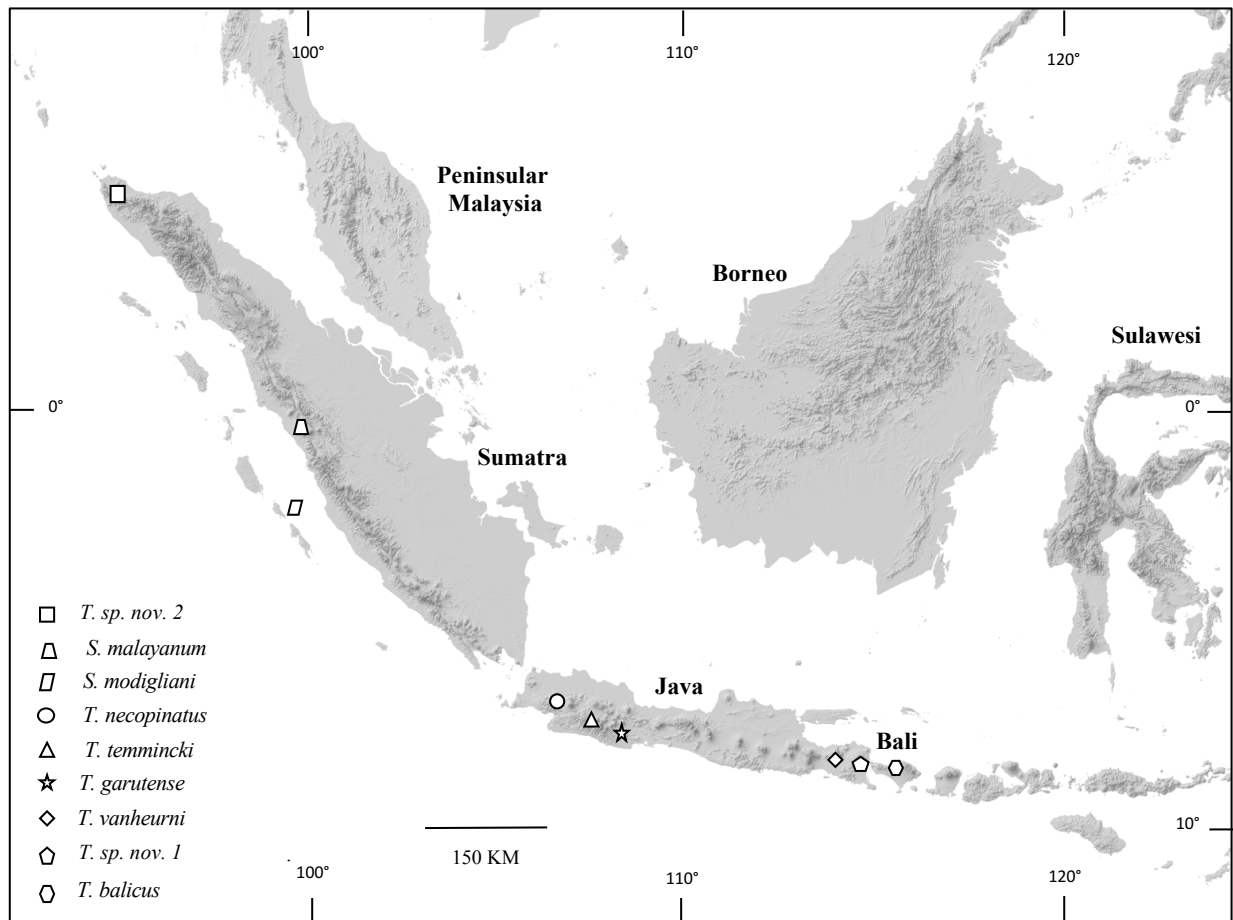 100°
110°
120°
Peninsular
Malaysia
Borneo
Sulawesi
0°
0°
Sumatra
T. sp. nov. 2
S. malayanum
S. modigliani
T. necopinatus
T. temmincki
T. garutense
T. vanheurni
T. sp. nov. 1
T. balicus
Java
Bali
150 KM
10°
100°
110°
120°